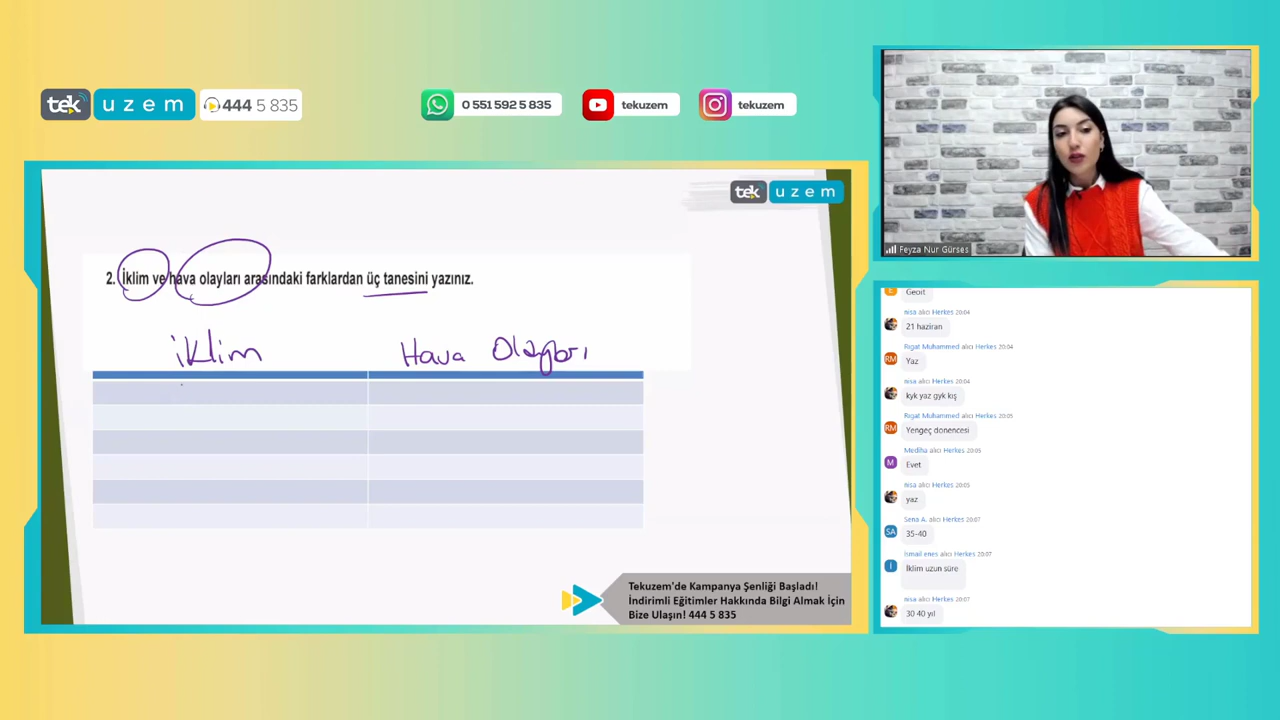 tek uzem 444 5 835
0 551 592 5 835
tekuzem
tekuzem
tek uzem
2. İklim ve hava olayları arasındaki farklardan üç tanesini yazınız.
İklim
Hava Olayları
Tekuzem'de Kampanya Şenliği Başladı!
İndirimli Eğitimler Hakkında Bilgi Almak İçin
Bize Ulaşın! 444 5 835
Feyza Nur Gürses
E
Geoit
nisa alıcı Herkes 20:04
21 haziran
Rigat Muhammed alıcı Herkes 20:04
RM Yaz
nisa alıcı Herkes 20:04
kyk yaz gyk kış
Rigat Muhammed alıcı Herkes 20:05
RM Yengeç donencesi
Mediha alıcı Herkes 20:05
M Evet
nisa alıcı Herkes 20:05
yaz
Sena A. alıcı Herkes 20:07
SA 35-40
İsmail enes alıcı Herkes 20:07
İ İklim uzun süre
nisa alıcı Herkes 20:07
30 40 yıl